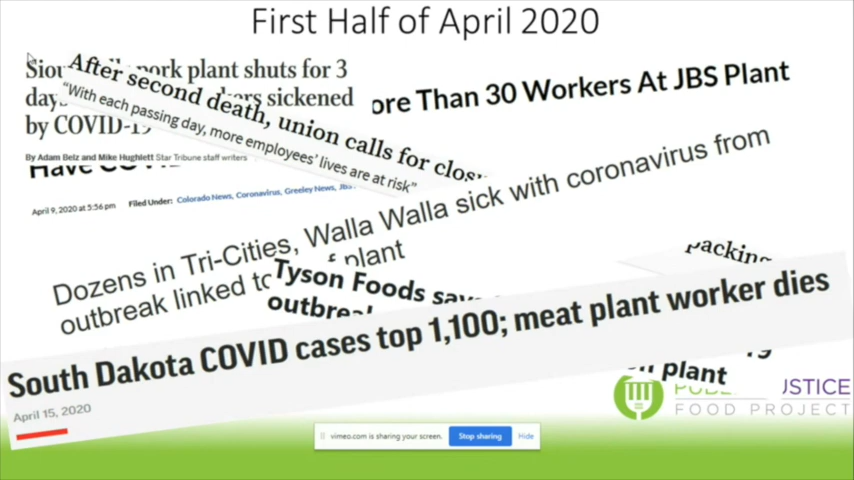 First Half of April 2020
pork plant shuts for 3
sickened
by COVID-19
By Adam Belz and Mike Hughlett Star Tribune staff writers
After second death, union calls for
"With each passing day, more employees' lives are at risk"
ore Than 30 Workers At JBS Plant
Have
April 9, 2020 at 5:56 pm Filed Under: Colorado News, Coronavirus, Greeley News,
Dozens in Tri-Cities, Walla Walla sick with coronavirus from
outbreak linked to
plant
Tyson Foods
packing
South Dakota COVID cases top 1,100; meat plant worker dies
April 15, 2020
plant
JUSTICE
FOOD PROJECT
vimeo.com is sharing your screen. Stop sharing Hide